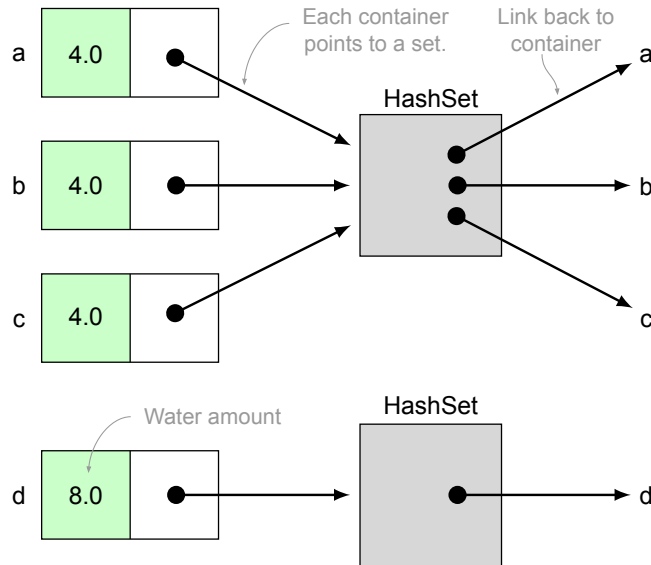 Each container
points to a set.
Link back to
container
a
4.0
a
HashSet
b
4.0
b
c
4.0
c
Water amount
HashSet
d
8.0
d